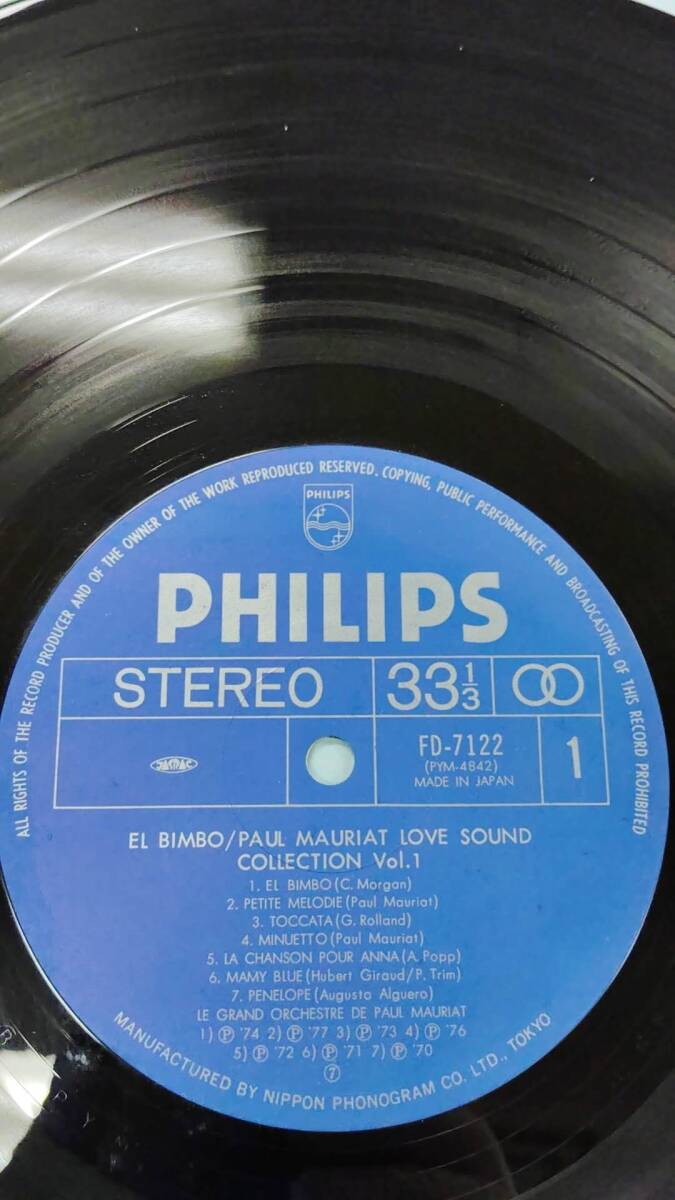 ALL RIGHTS OF THE RECORD PRODUCER AND OF THE OWNER OF THE WORK REPRODUCED RESERVED. COPYING, PUBLIC PERFORMANCE AND BROADCASTING OF THIS RECORD PROHIBITED
PHILIPS
PHILIPS
STEREO
33 1/3
JASRAC
FD-7122
(PYM-4842)
MADE IN JAPAN
1
EL BIMBO/PAUL MAURIAT LOVE SOUND
COLLECTION Vol.1
1. EL BIMBO(C. Morgan)
2. PETITE MELODIE(Paul Mauriat)
3. TOCCATA(G. Rolland)
4. MINUETTO(Paul Mauriat)
5. LA CHANSON POUR ANNA(A. Popp)
6. MAMY BLUE(Hubert Giraud/P. Trim)
7. PENELOPE(Augusto Alguero)
LE GRAND ORCHESTRE DE PAUL MAURIAT
1)Ⓟ'74 2)Ⓟ'77 3)Ⓟ'73 4)Ⓟ'76
5)Ⓟ'72 6)Ⓟ'71 7)Ⓟ'70
⑦
MANUFACTURED BY NIPPON PHONOGRAM CO. LTD., TOKYO